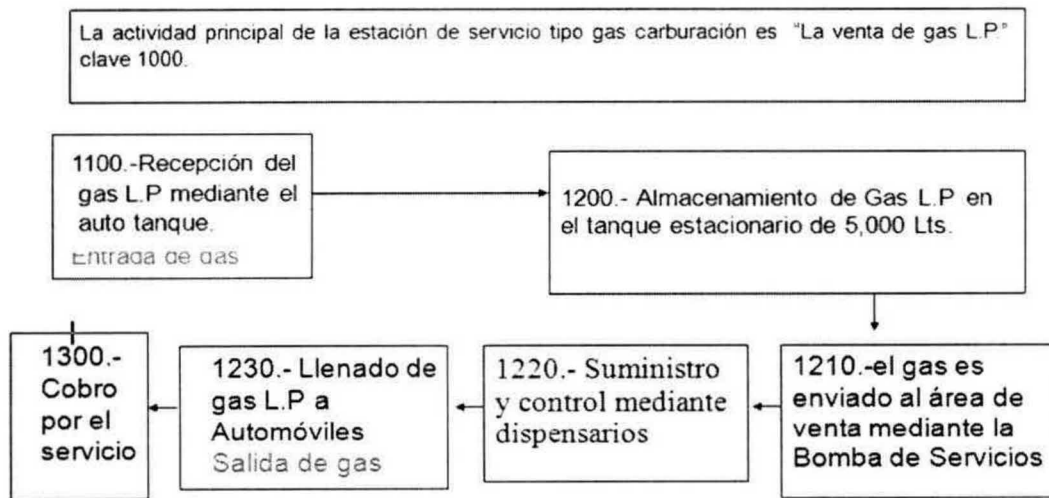 La actividad principal de la estación de servicio tipo gas carburación es "La venta de gas L.P."
clave 1000.
1100.-Recepción del
gas L.P mediante el
auto tanque.
Entrada de gas
1200.- Almacenamiento de Gas L.P en
el tanque estacionario de 5,000 Lts.
1300.-
Cobro
por el
servicio
1230.- Llenado de
gas L.P a
Automóviles
Salida de gas
1220.- Suministro
y control mediante
dispensarios
1210.-el gas es
enviado al área de
venta mediante la
Bomba de Servicios